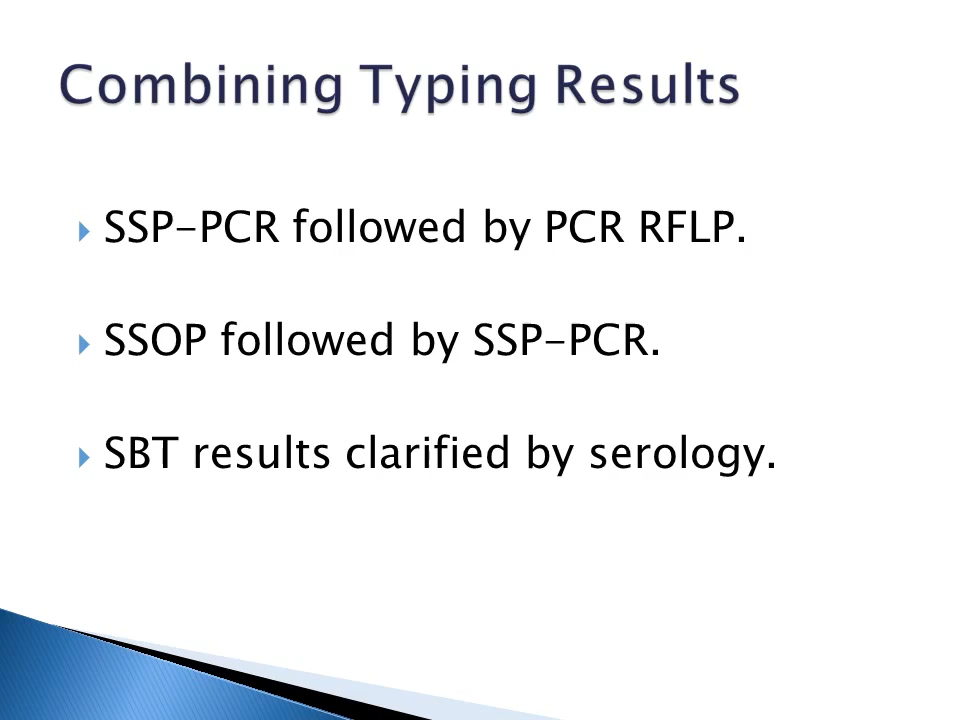 Combining Typing Results
SSP-PCR followed by PCR RFLP.
SSOP followed by SSP-PCR.
SBT results clarified by serology.